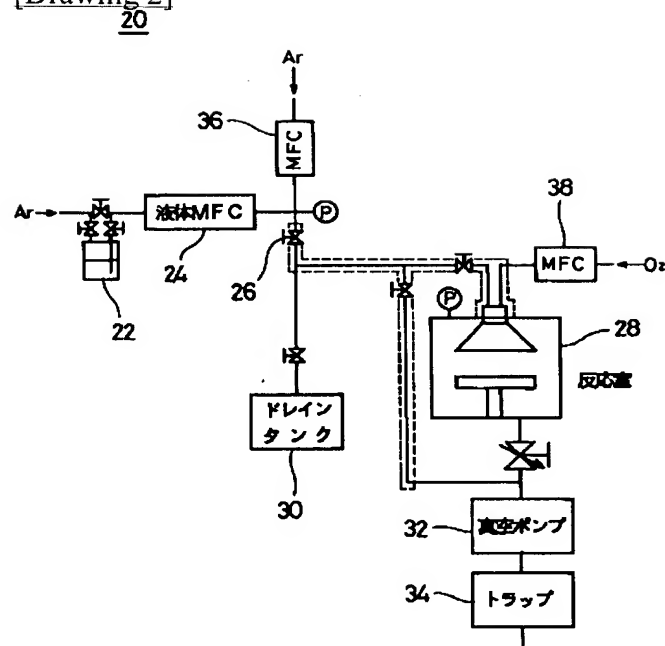 [Drawing 2]
20
Ar
36
MFC
Ar
液体MFC
P
24
26
22
38
MFC
O₂
P
28
反応室
ドレイン
タンク
30
32
真空ポンプ
34
トラップ